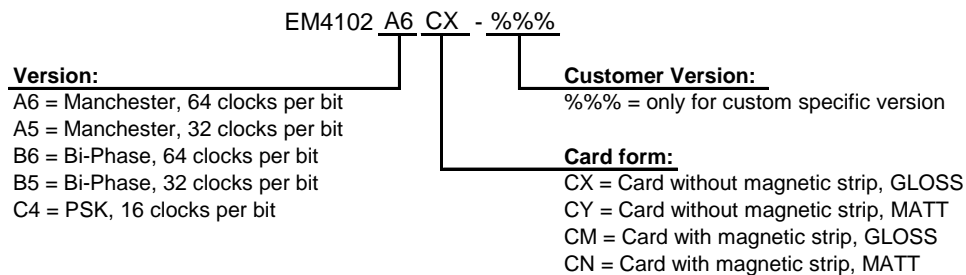 EM4102 A6 CX - %%%
Version:
A6 = Manchester, 64 clocks per bit
A5 = Manchester, 32 clocks per bit
B6 = Bi-Phase, 64 clocks per bit
B5 = Bi-Phase, 32 clocks per bit
C4 = PSK, 16 clocks per bit
Customer Version:
%%% = only for custom specific version
Card form:
CX = Card without magnetic strip, GLOSS
CY = Card without magnetic strip, MATT
CM = Card with magnetic strip, GLOSS
CN = Card with magnetic strip, MATT